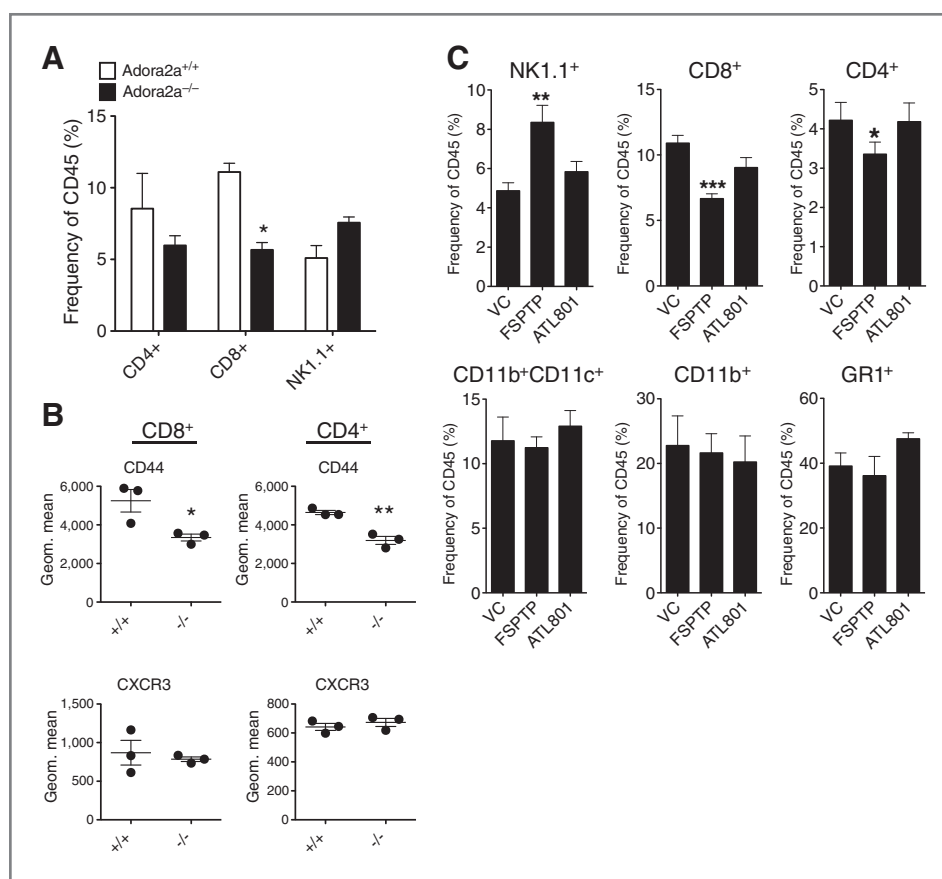 A
Adora2a+/+
Adora2a−/−
Frequency of CD45 (%)
15
10
5
0
*
CD4+
CD8+
NK1.1+
B
CD8+
CD4+
CD44
Geom. mean
6,000
4,000
2,000
0
*
+/+
-/-
CD44
Geom. mean
6,000
4,000
2,000
0
**
+/+
-/-
CXCR3
Geom. mean
1,500
1,000
500
0
+/+
-/-
CXCR3
Geom. mean
800
600
400
200
0
+/+
-/-
C
NK1.1+
Frequency of CD45 (%)
10
8
6
4
2
0
**
VC
FSPTP
ATL801
CD8+
Frequency of CD45 (%)
15
10
5
0
***
VC
FSPTP
ATL801
CD4+
Frequency of CD45 (%)
5
4
3
2
1
0
*
VC
FSPTP
ATL801
CD11b+CD11c+
Frequency of CD45 (%)
15
10
5
0
VC
FSPTP
ATL801
CD11b+
Frequency of CD45 (%)
30
20
10
0
VC
FSPTP
ATL801
GR1+
Frequency of CD45 (%)
60
40
20
0
VC
FSPTP
ATL801